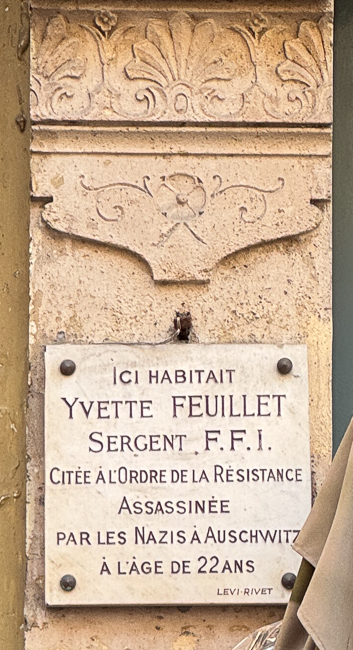 ICI HABITAIT
YVETTE FEUILLET
SERGENT F.F.I.
CITÉE À L'ORDRE DE LA RÉSISTANCE
ASSASSINÉE
PAR LES NAZIS À AUSCHWITZ
À L'ÂGE DE 22 ANS
LEVI-RIVET